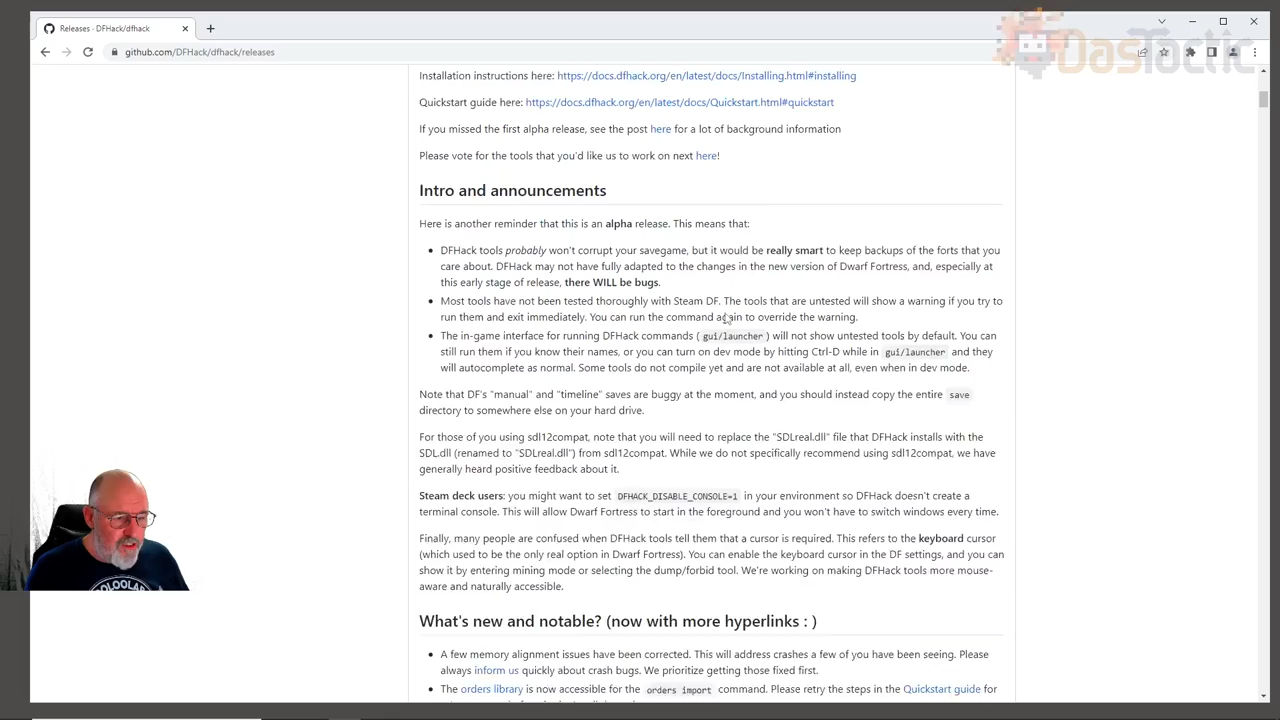 Releases · DFHack/dfhack
github.com/DFHack/dfhack/releases
DasTactic
Installation instructions here: https://docs.dfhack.org/en/latest/docs/Installing.html#installing
Quickstart guide here: https://docs.dfhack.org/en/latest/docs/Quickstart.html#quickstart
If you missed the first alpha release, see the post here for a lot of background information
Please vote for the tools that you'd like us to work on next here!
Intro and announcements
Here is another reminder that this is an alpha release. This means that:
DFHack tools probably won't corrupt your savegame, but it would be really smart to keep backups of the forts that you
care about. DFHack may not have fully adapted to the changes in the new version of Dwarf Fortress, and, especially at
this early stage of release, there WILL be bugs.
Most tools have not been tested thoroughly with Steam DF. The tools that are untested will show a warning if you try to
run them and exit immediately. You can run the command again to override the warning.
The in-game interface for running DFHack commands ( gui/launcher ) will not show untested tools by default. You can
still run them if you know their names, or you can turn on dev mode by hitting Ctrl-D while in gui/launcher and they
will autocomplete as normal. Some tools do not compile yet and are not available at all, even when in dev mode.
Note that DF's "manual" and "timeline" saves are buggy at the moment, and you should instead copy the entire save
directory to somewhere else on your hard drive.
For those of you using sdl12compat, note that you will need to replace the "SDLreal.dll" file that DFHack installs with the
SDL.dll (renamed to "SDLreal.dll") from sdl12compat. While we do not specifically recommend using sdl12compat, we have
generally heard positive feedback about it.
Steam deck users: you might want to set DFHACK_DISABLE_CONSOLE=1 in your environment so DFHack doesn't create a
terminal console. This will allow Dwarf Fortress to start in the foreground and you won't have to switch windows every time.
Finally, many people are confused when DFHack tools tell them that a cursor is required. This refers to the keyboard cursor
(which used to be the only real option in Dwarf Fortress). You can enable the keyboard cursor in the DF settings, and you can
show it by entering mining mode or selecting the dump/forbid tool. We're working on making DFHack tools more mouse-
aware and naturally accessible.
What's new and notable? (now with more hyperlinks : )
A few memory alignment issues have been corrected. This will address crashes a few of you have been seeing. Please
always inform us quickly about crash bugs. We prioritize getting those fixed first.
The orders library is now accessible for the orders import command. Please retry the steps in the Quickstart guide for